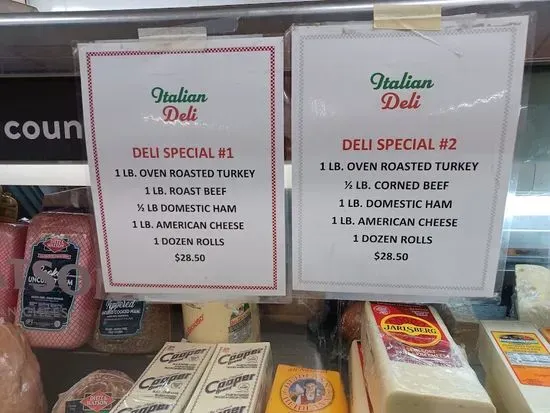 Italian
Deli
DELI SPECIAL #1
1 LB. OVEN ROASTED TURKEY
1 LB. ROAST BEEF
½ LB DOMESTIC HAM
1 LB. AMERICAN CHEESE
1 DOZEN ROLLS
$28.50
Italian
Deli
DELI SPECIAL #2
1 LB. OVEN ROASTED TURKEY
½ LB. CORNED BEEF
1 LB. DOMESTIC HAM
1 LB. AMERICAN CHEESE
1 DOZEN ROLLS
$28.50
coun
DIETZ & WATSON
Cooper
Cooper
JARLSBERG